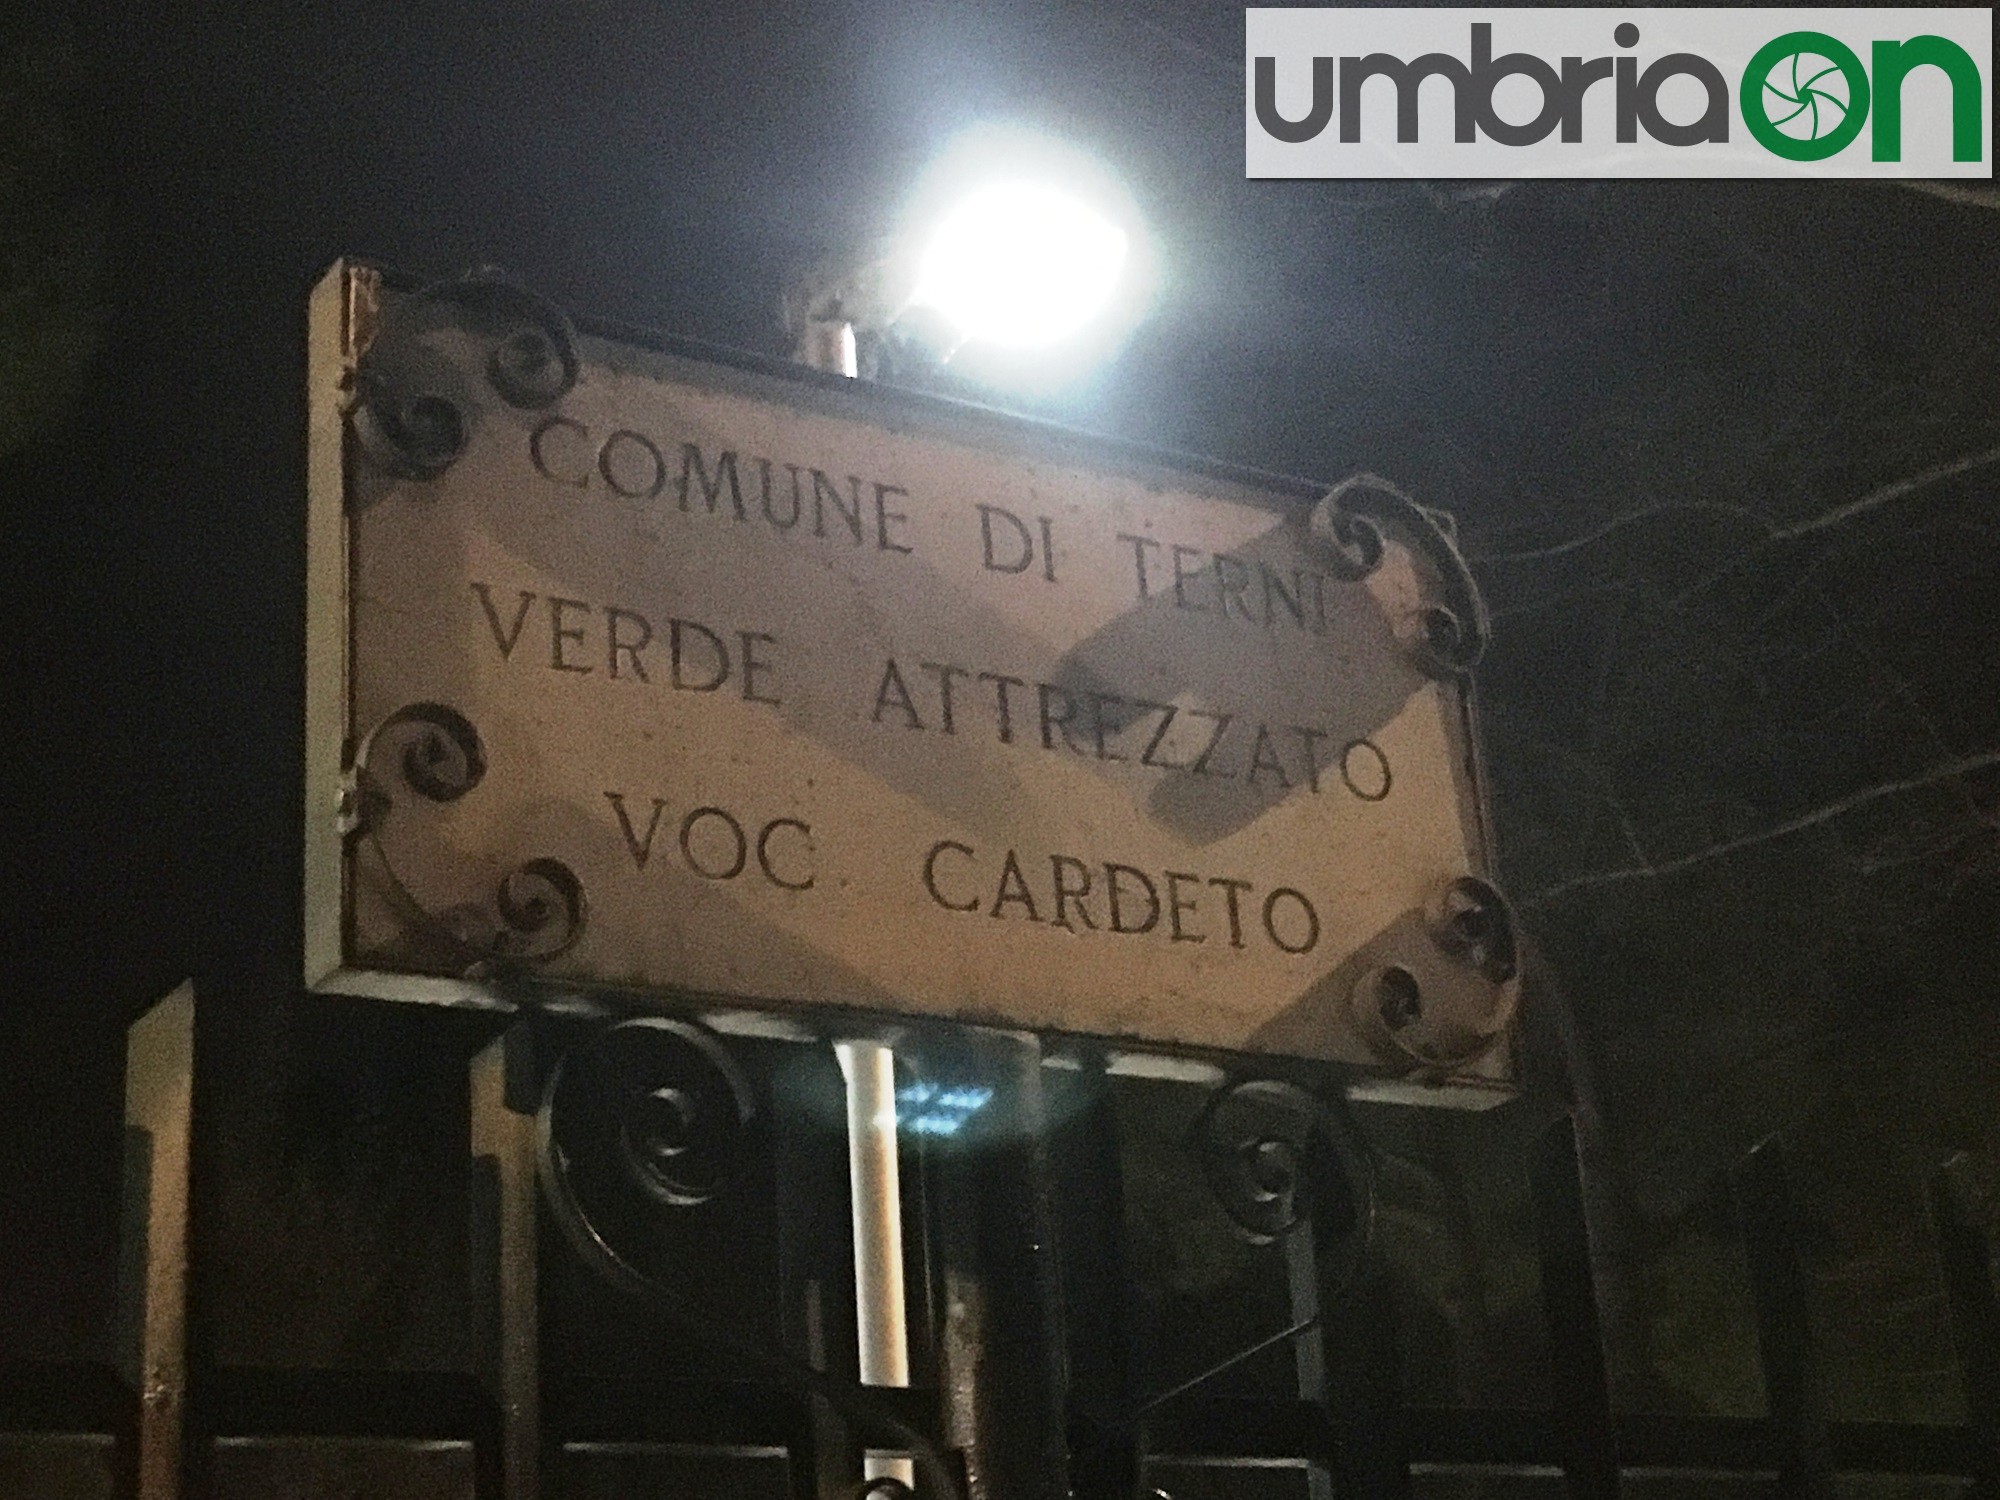 umbriaon
COMUNE DI TERNI
VERDE ATTREZZATO
VOC. CARDETO